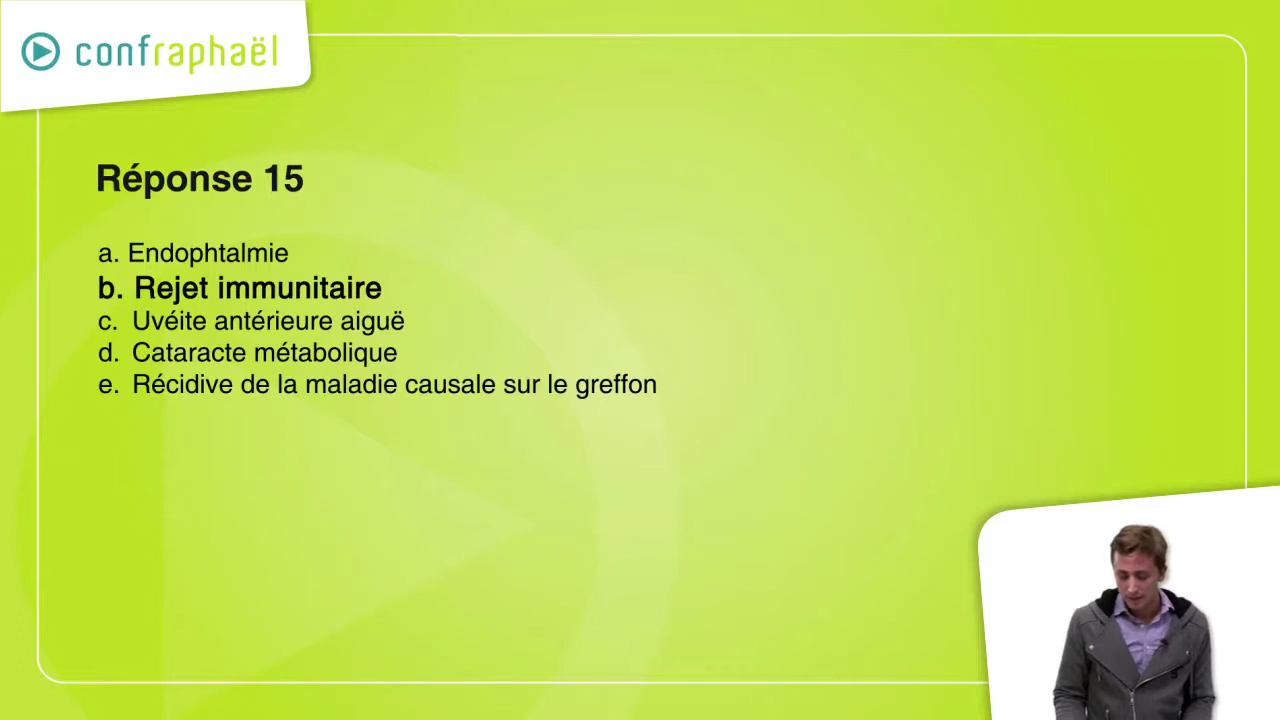 confraphaël
Réponse 15
a. Endophtalmie
b. Rejet immunitaire
c. Uvéite antérieure aiguë
d. Cataracte métabolique
e. Récidive de la maladie causale sur le greffon